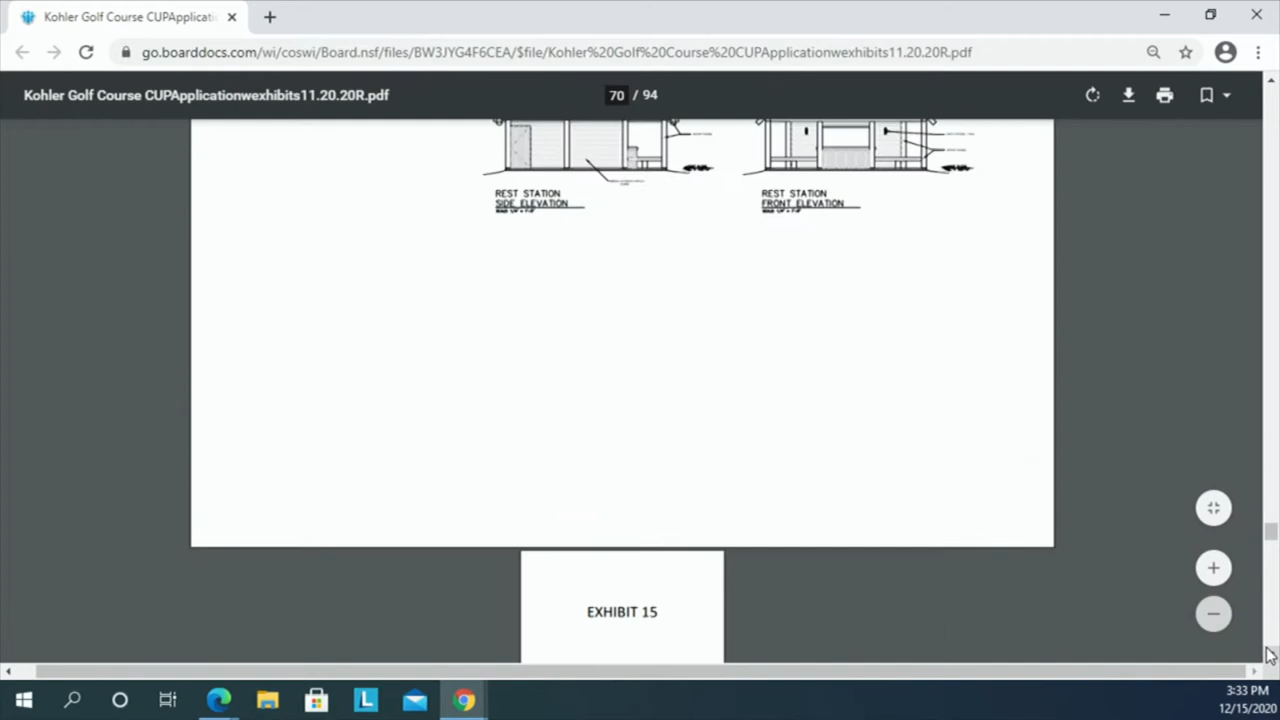 Kohler Golf Course CUPApplicati
go.boarddocs.com/wi/coswi/Board.nsf/files/BW3JYG4F6CEA/$file/Kohler%20Golf%20Course%20CUPApplicationwexhibits11.20.20R.pdf
Kohler Golf Course CUPApplicationwexhibits11.20.20R.pdf
70 / 94
REST STATION
SIDE ELEVATION
REST STATION
FRONT ELEVATION
EXHIBIT 15
L
3:33 PM
12/15/2020